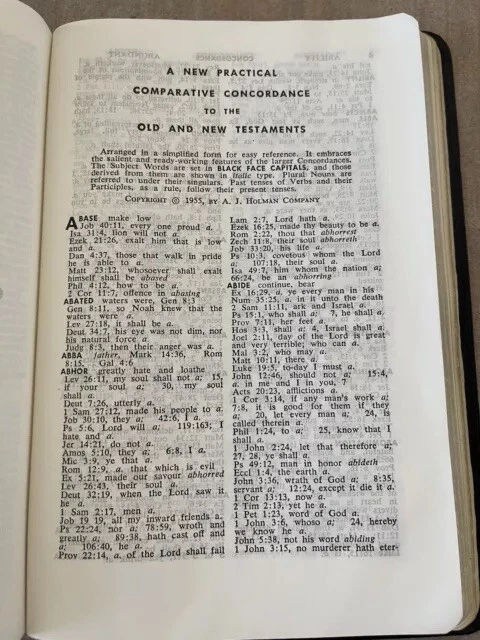 A NEW PRACTICAL
COMPARATIVE CONCORDANCE
TO THE
OLD AND NEW TESTAMENTS
Arranged in a simplified form for easy reference. It embraces
the salient and ready-working features of the larger Concordances.
The Subject Words are set in BLACK FACE CAPITALS, and those
derived from them are shown in italic type. Plural Nouns are
referred to under their singulars. Past tenses of Verbs and their
Participles, as a rule, follow their present tenses.
COPYRIGHT © 1955, BY A. J. HOLMAN COMPANY
ABASE make low
Job 40:11, every one proud a.
Isa 31:4, lion will not a.
Ezek 21:26, exalt him that is low
and a.
Dan 4:37, those that walk in pride
he is able to a
Matt 23:12, whosoever shall exalt
himself shall be abased
Phil 4:12, how to be a.
2 Cor 11:7, offence in abasing
ABATED waters were, Gen 8:3
Gen 8:11, so Noah knew that the
waters were a.
Lev 27:18, it shall be a.
Deut 34:7, his eye was not dim, nor
his natural force a.
Judg 8:3, then their anger was a.
ABBA father, Mark 14:36, Rom
8:15, Gal 4:6
ABHOR greatly hate and loathe
Lev 26:11, my soul shall not a; 15,
if your soul a; 30, my soul
shall a.
Deut 7:26, utterly a.
1 Sam 27:12, made his people to a.
Job 30:10, they a; 42:6, I a.
Ps 5:6, Lord will a; 119:163; I
hate and a.
Jer 14:21, do not a.
Amos 5:10, they a; 6:8, I a.
Mic 3:9, ye that a.
Rom 12:9, a. that which is evil
Ex 5:21, made our savour abhorred
Lev 26:43, their soul a.
Deut 32:19, when the Lord saw it
he a.
1 Sam 2:17, men a.
Job 19 19, all my inward friends a.
Ps 22:24, nor a; 78:59, wroth and
greatly a; 89:38, hath cast off and
a; 106:40, he a.
Prov 22:14, a. of the Lord shall fall
Lam 2:7, Lord hath a.
Ezek 16:25, made thy beauty to be a.
Rom 2:22, thou that abhorrest
Zech 11:8, their soul abhorreth
Job 33:20, his life a.
Ps 10:3, covetous whom the Lord
a; 107:18, their soul a.
Isa 49:7, him whom the nation a;
66:24, be an abhorring
ABIDE continue, bear
Ex 16:29, a. ye every man in his
Num 35:25, a. in it unto the death
2 Sam 11:11, ark and Israel a.
Ps 15:1, who shall a; 7, he shall a.
Prov 7:11, her feet a.
Hos 3:3, shall a; 4, Israel shall a.
Joel 2:11, day of the Lord is great
and very terrible; who can a.
Mal 3:2, who may a.
Matt 10:11, there a.
Luke 19:5, to-day I must a.
John 12:46, should not a; 15:4,
a. in me and I in you, 7
Acts 20:23, afflictions a.
1 Cor 3:14, if any man's work a;
7:8, it is good for them if they
a; 20, let every man a; 24, is
called therein a.
Phil 1:24, to a; 25, know that I
shall a.
1 John 2:24, let that therefore a;
27, 28, ye shall a.
Ps 49:12, man in honor abideth
Eccl 1:4, the earth a.
John 3:36, wrath of God a; 8:35,
servant a; 12:24, except it die it a.
1 Cor 13:13, now a.
2 Tim 2:13, yet he a.
1 Pet 1:23, word of God a.
1 John 3:6, whoso a; 24, hereby
we know he a.
John 5:38, not his word abiding
1 John 3:15, no murderer hath eter-